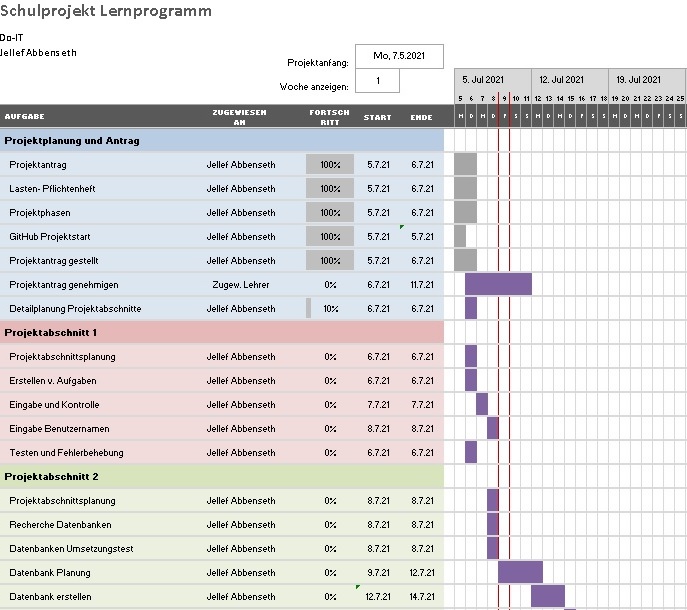 Schulprojekt Lernprogramm
Do-IT
Jellef Abbenseth
Projektanfang: Mo, 7.5.2021
Woche anzeigen: 1
5. Jul 2021 12. Jul 2021 19. Jul 2021
5 6 7 8 9 10 11 12 13 14 15 16 17 18 19 20 21 22 23 24 25
AUFGABE ZUGEWIESEN AN FORTSCHRITT START ENDE M D M D F S S M D M D F S S M D M D F S S
Projektplanung und Antrag
Projektantrag Jellef Abbenseth 100% 5.7.21 6.7.21
Lasten- Pflichtenheft Jellef Abbenseth 100% 5.7.21 6.7.21
Projektphasen Jellef Abbenseth 100% 5.7.21 6.7.21
GitHub Projektstart Jellef Abbenseth 100% 5.7.21 5.7.21
Projektantrag gestellt Jellef Abbenseth 100% 5.7.21 6.7.21
Projektantrag genehmigen Zugew. Lehrer 0% 6.7.21 11.7.21
Detailplanung Projektabschnitte Jellef Abbenseth 10% 6.7.21 6.7.21
Projektabschnitt 1
Projektabschnittsplanung Jellef Abbenseth 0% 6.7.21 6.7.21
Erstellen v. Aufgaben Jellef Abbenseth 0% 6.7.21 6.7.21
Eingabe und Kontrolle Jellef Abbenseth 0% 7.7.21 7.7.21
Eingabe Benutzernamen Jellef Abbenseth 0% 8.7.21 8.7.21
Testen und Fehlerbehebung Jellef Abbenseth 0% 6.7.21 6.7.21
Projektabschnitt 2
Projektabschnittsplanung Jellef Abbenseth 0% 8.7.21 8.7.21
Recherche Datenbanken Jellef Abbenseth 0% 8.7.21 8.7.21
Datenbanken Umsetzungstest Jellef Abbenseth 0% 8.7.21 8.7.21
Datenbank Planung Jellef Abbenseth 0% 9.7.21 12.7.21
Datenbank erstellen Jellef Abbenseth 0% 12.7.21 14.7.21